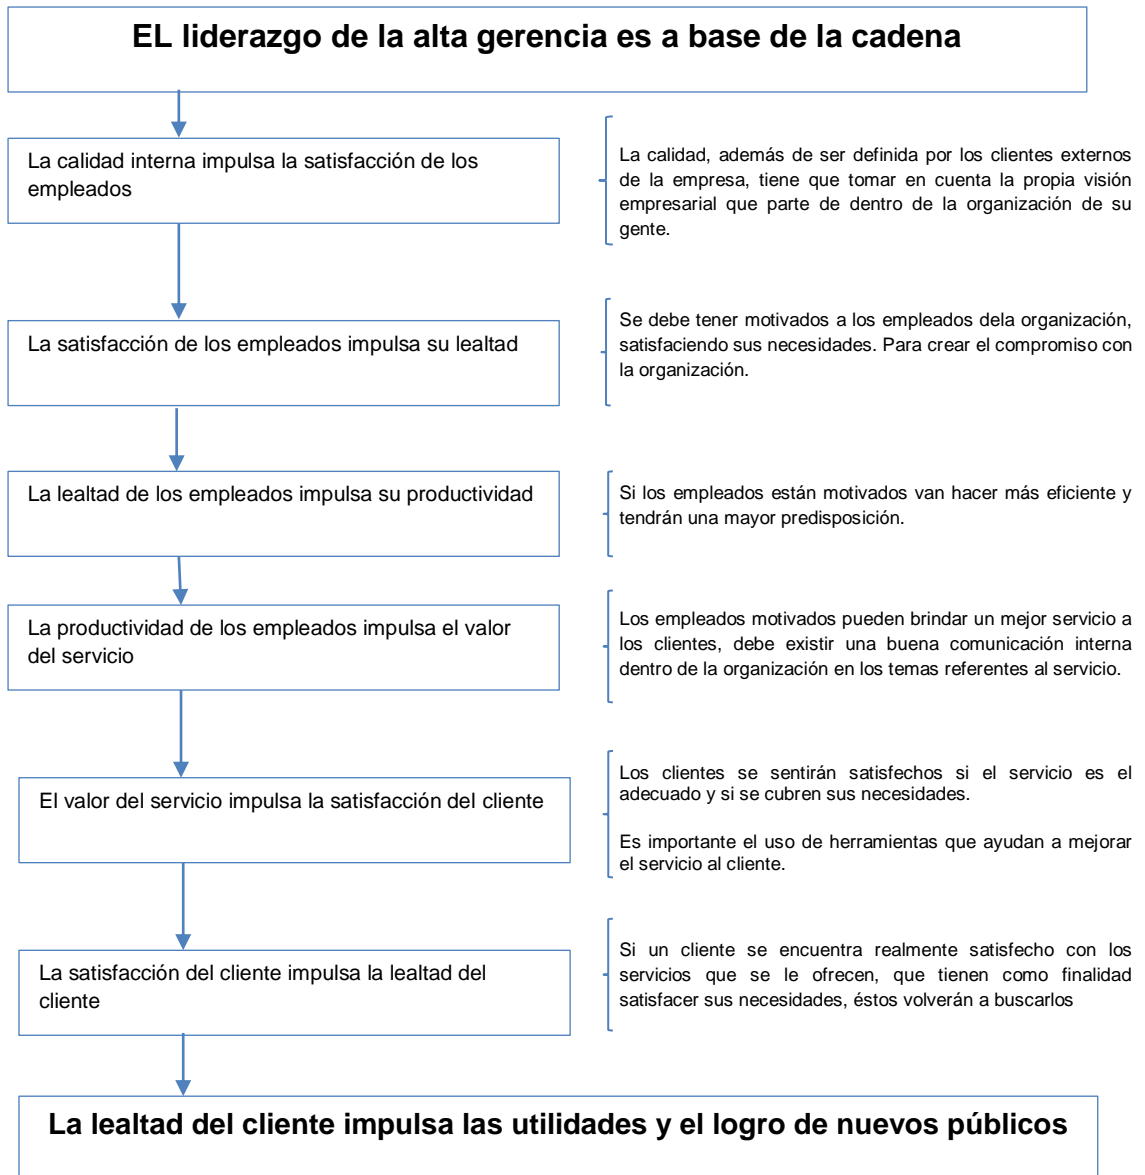 EL liderazgo de la alta gerencia es a base de la cadena
La calidad interna impulsa la satisfacción de los
empleados
La calidad, además de ser definida por los clientes externos
de la empresa, tiene que tomar en cuenta la propia visión
empresarial que parte de dentro de la organización de su
gente.
La satisfacción de los empleados impulsa su lealtad
Se debe tener motivados a los empleados dela organización,
satisfaciendo sus necesidades. Para crear el compromiso con
la organización.
La lealtad de los empleados impulsa su productividad
Si los empleados están motivados van hacer más eficiente y
tendrán una mayor predisposición.
La productividad de los empleados impulsa el valor
del servicio
Los empleados motivados pueden brindar un mejor servicio a
los clientes, debe existir una buena comunicación interna
dentro de la organización en los temas referentes al servicio.
El valor del servicio impulsa la satisfacción del cliente
Los clientes se sentirán satisfechos si el servicio es el
adecuado y si se cubren sus necesidades.
Es importante el uso de herramientas que ayudan a mejorar
el servicio al cliente.
La satisfacción del cliente impulsa la lealtad del
cliente
Si un cliente se encuentra realmente satisfecho con los
servicios que se le ofrecen, que tienen como finalidad
satisfacer sus necesidades, éstos volverán a buscarlos
La lealtad del cliente impulsa las utilidades y el logro de nuevos públicos